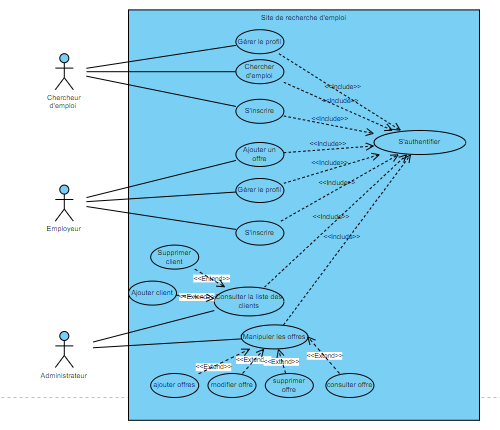 Site de recherche d'emploi
Gérer le profil
Chercher
d'emploi
S'inscrire
Chercheur
d'emploi
<<Include>>
<<Include>>
<<Include>>
S'authentifier
Ajouter un
offre
Gérer le profil
S'inscrire
Employeur
<<Include>>
<<Include>>
<<Include>>
<<Include>>
<<Include>>
Supprimer
client
<<Extend>>
Ajouter client
<<Extend>>
Consulter la liste des
clients
Manipuler les offres
Administrateur
<<Extend>>
<<Extend>>
<<Extend>>
<<Extend>>
ajouter offres
modifier offre
supprimer
offre
consulter offre